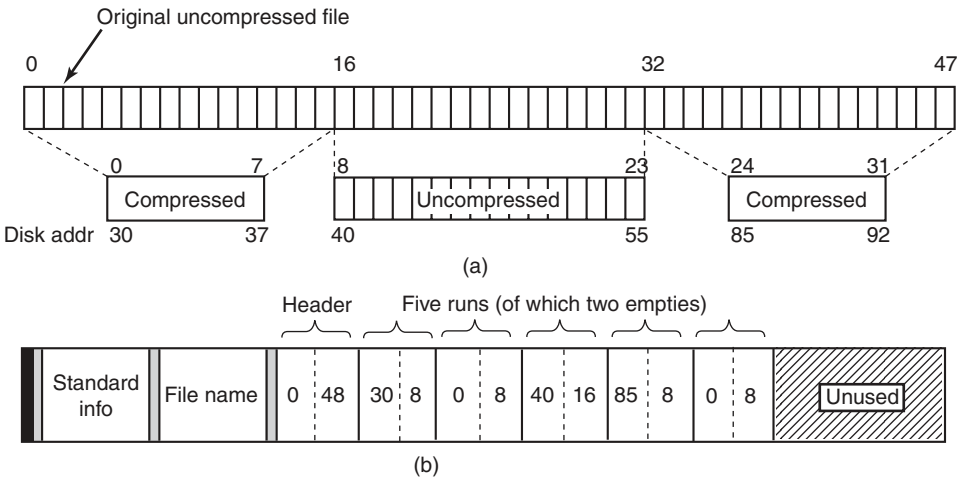 Original uncompressed file
0 16 32 47
0 7 8 23 24 31
Compressed Uncompressed Compressed
Disk addr 30 37 40 55 85 92
(a)
Header Five runs (of which two empties)
Standard info File name 0 48 30 8 0 8 40 16 85 8 0 8 Unused
(b)